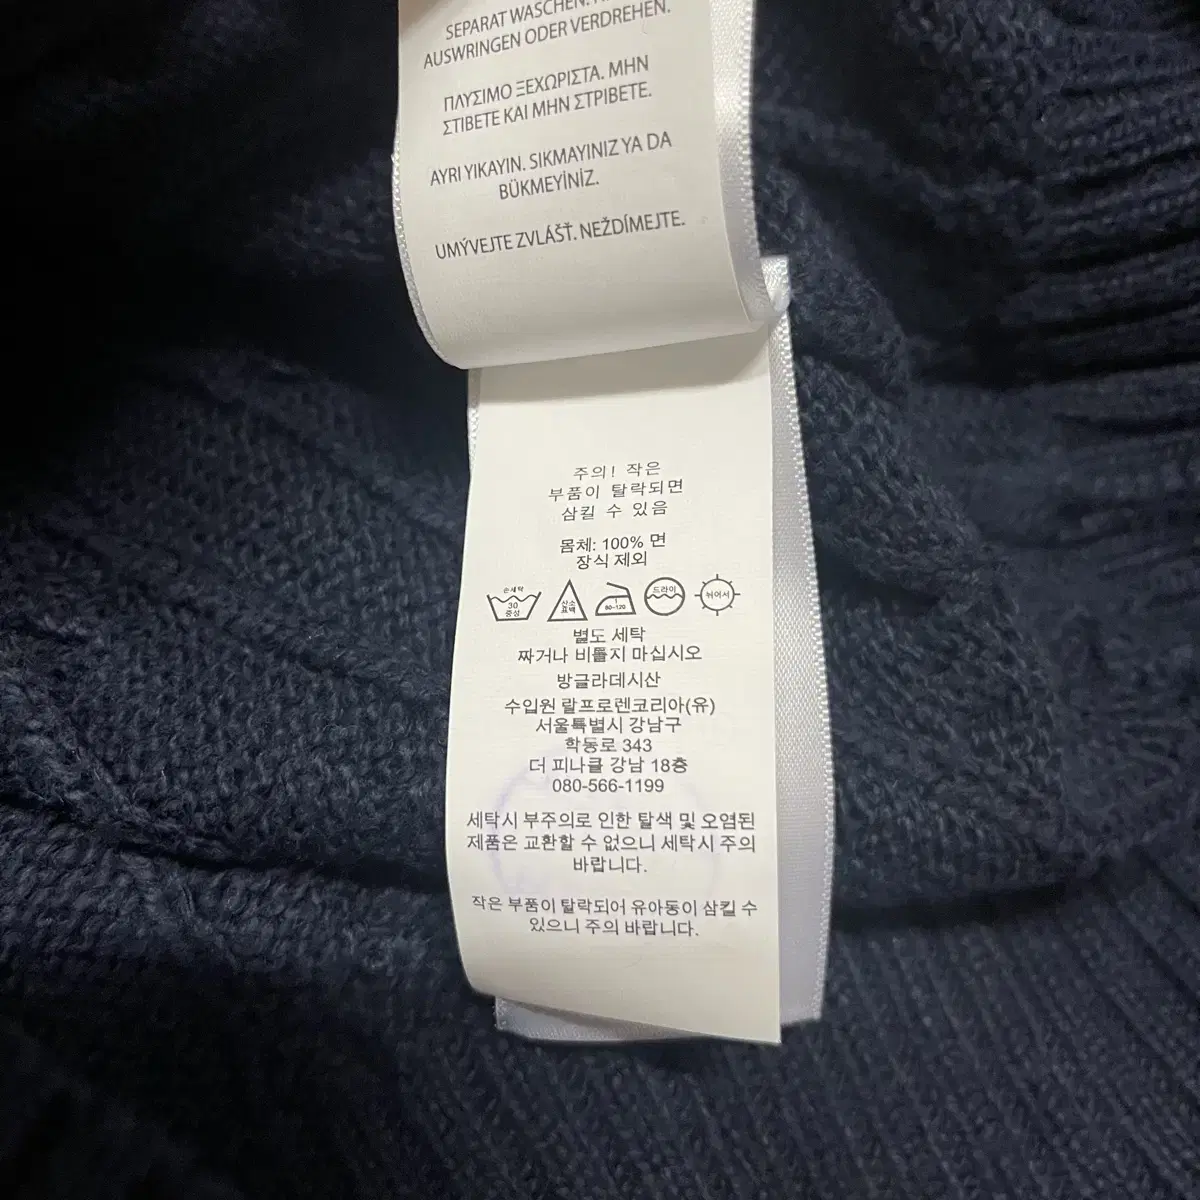 SEPARAT WASCHEN.
AUSWRINGEN ODER VERDREHEN.
ΠΛΥΣΙΜΟ ΞΕΧΩΡΙΣΤΑ. ΜΗΝ
ΣΤΙΒΕΤΕ ΚΑΙ ΜΗΝ ΣΤΡΙΒΕΤΕ.
AYRI YIKAYIN. SIKMAYINIZ YA DA
BÜKMEYİNİZ.
UMÝVEJTE ZVLÁŠŤ. NEŽDÍMEJTE.
주의! 작은
부품이 탈락되면
삼킬 수 있음
몸체: 100% 면
장식 제외
손세탁 30 중성
산소 표백
80~120
드라이
뉘어서
별도 세탁
짜거나 비틀지 마십시오
방글라데시산
수입원 랄프로렌코리아(유)
서울특별시 강남구
학동로 343
더 피나클 강남 18층
080-566-1199
세탁시 부주의로 인한 탈색 및 오염된
제품은 교환할 수 없으니 세탁시 주의
바랍니다.
작은 부품이 탈락되어 유아동이 삼킬 수
있으니 주의 바랍니다.